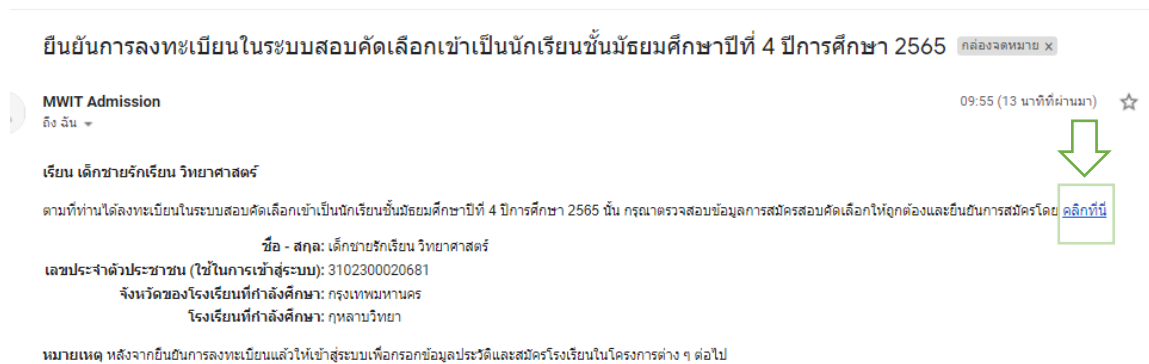 ยืนยันการลงทะเบียนในระบบสอบคัดเลือกเข้าเป็นนักเรียนชั้นมัธยมศึกษาปีที่ 4 ปีการศึกษา 2565 กล่องจดหมาย x
MWIT Admission 09:55 (13 นาทีที่ผ่านมา)
ถึง ฉัน
เรียน เด็กชายรักเรียน วิทยาศาสตร์
ตามที่ท่านได้ลงทะเบียนในระบบสอบคัดเลือกเข้าเป็นนักเรียนชั้นมัธยมศึกษาปีที่ 4 ปีการศึกษา 2565 นั้น กรุณาตรวจสอบข้อมูลการสมัครสอบคัดเลือกให้ถูกต้องและยืนยันการสมัครโดย คลิกที่นี่
ชื่อ - สกุล: เด็กชายรักเรียน วิทยาศาสตร์
เลขประจำตัวประชาชน (ใช้ในการเข้าสู่ระบบ): 3102300020681
จังหวัดของโรงเรียนที่กำลังศึกษา: กรุงเทพมหานคร
โรงเรียนที่กำลังศึกษา: กุหลาบวิทยา
หมายเหตุ หลังจากยืนยันการลงทะเบียนแล้วให้เข้าสู่ระบบเพื่อกรอกข้อมูลประวัติและสมัครโรงเรียนในโครงการต่าง ๆ ต่อไป